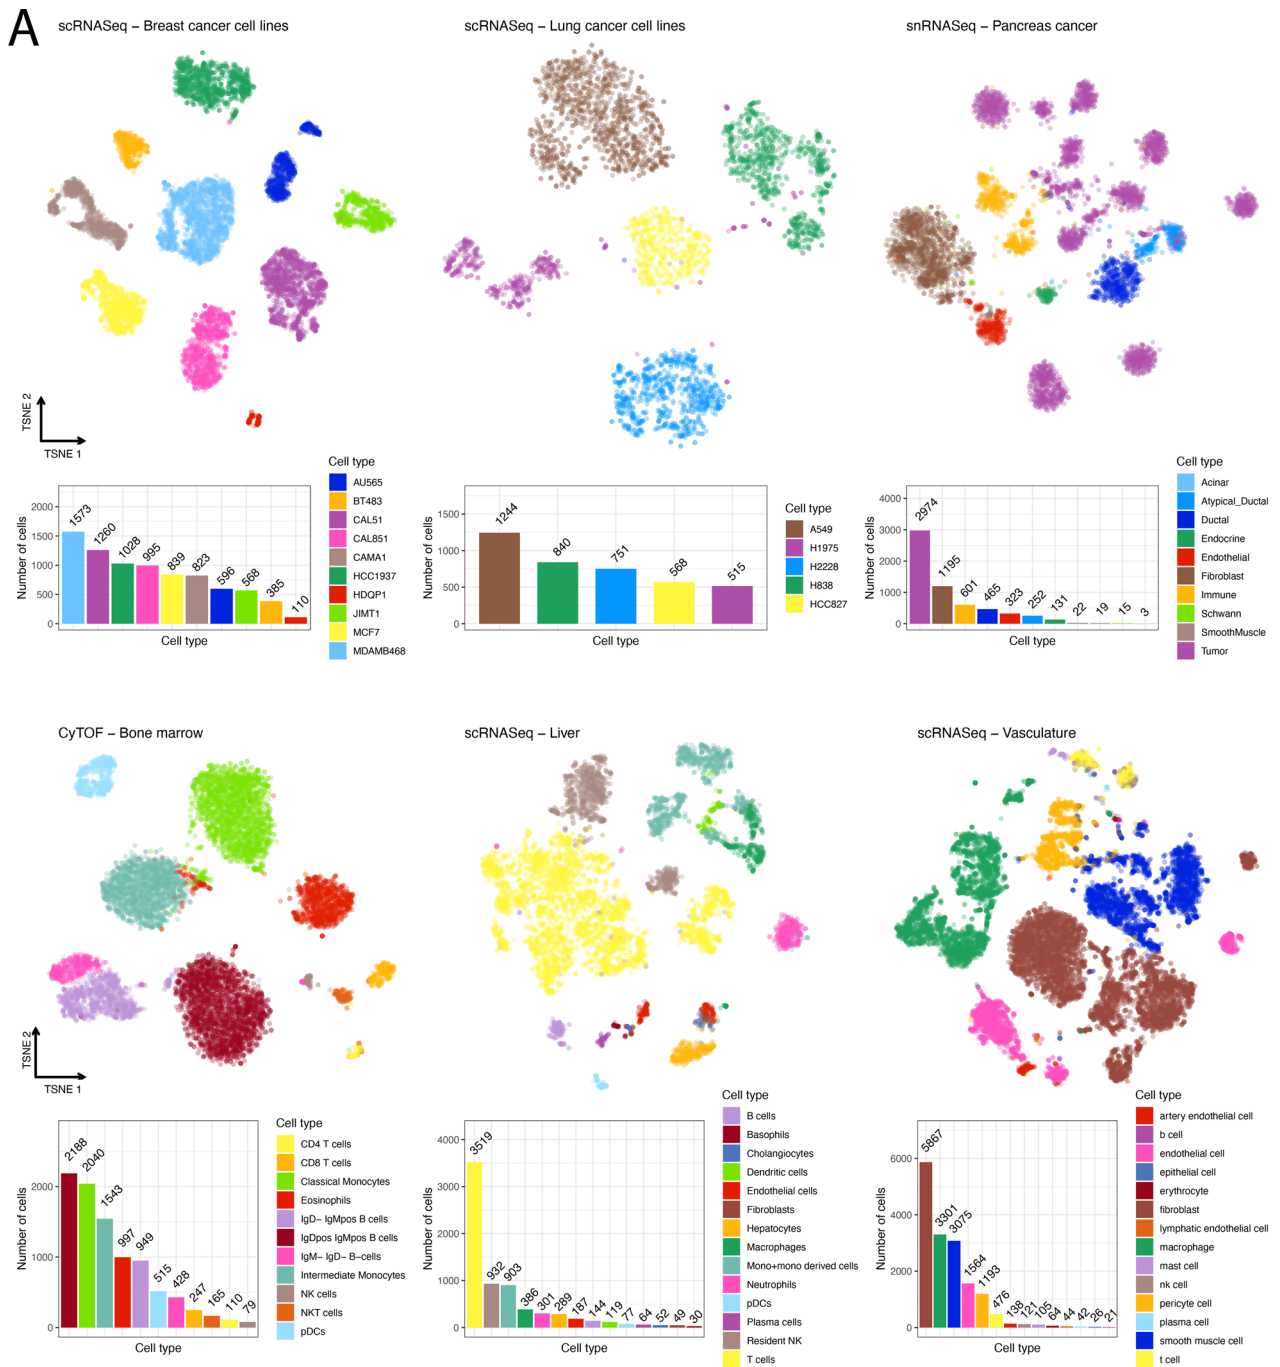 A
scRNASeq – Breast cancer cell lines
scRNASeq – Lung cancer cell lines
snRNASeq – Pancreas cancer
TSNE 2
TSNE 1
Number of cells
2000
1500
1000
500
0
1573
1260
1028
995
839
823
596
568
385
110
Cell type
Cell type
AU565
BT483
CAL51
CAL851
CAMA1
HCC1937
HDQP1
JIMT1
MCF7
MDAMB468
Number of cells
1500
1000
500
0
1244
840
751
568
515
Cell type
Cell type
A549
H1975
H2228
H838
HCC827
Number of cells
4000
3000
2000
1000
0
2974
1195
601
465
323
252
131
22
19
15
3
Cell type
Cell type
Acinar
Atypical_Ductal
Ductal
Endocrine
Endothelial
Fibroblast
Immune
Schwann
SmoothMuscle
Tumor
CyTOF – Bone marrow
scRNASeq – Liver
scRNASeq – Vasculature
TSNE 2
TSNE 1
Number of cells
2000
1000
0
2188
2040
1543
997
949
515
428
247
165
110
79
Cell type
Cell type
CD4 T cells
CD8 T cells
Classical Monocytes
Eosinophils
IgD– IgMpos B cells
IgDpos IgMpos B cells
IgM– IgD– B–cells
Intermediate Monocytes
NK cells
NKT cells
pDCs
Number of cells
4000
3000
2000
1000
0
3519
932
903
386
301
289
187
144
119
77
64
52
49
30
Cell type
Cell type
B cells
Basophils
Cholangiocytes
Dendritic cells
Endothelial cells
Fibroblasts
Hepatocytes
Macrophages
Mono+mono derived cells
Neutrophils
pDCs
Plasma cells
Resident NK
T cells
Number of cells
6000
4000
2000
0
5867
3301
3075
1564
1193
476
138
121
105
64
44
42
26
21
Cell type
Cell type
artery endothelial cell
b cell
endothelial cell
epithelial cell
erythrocyte
fibroblast
lymphatic endothelial cell
macrophage
mast cell
nk cell
pericyte cell
plasma cell
smooth muscle cell
t cell